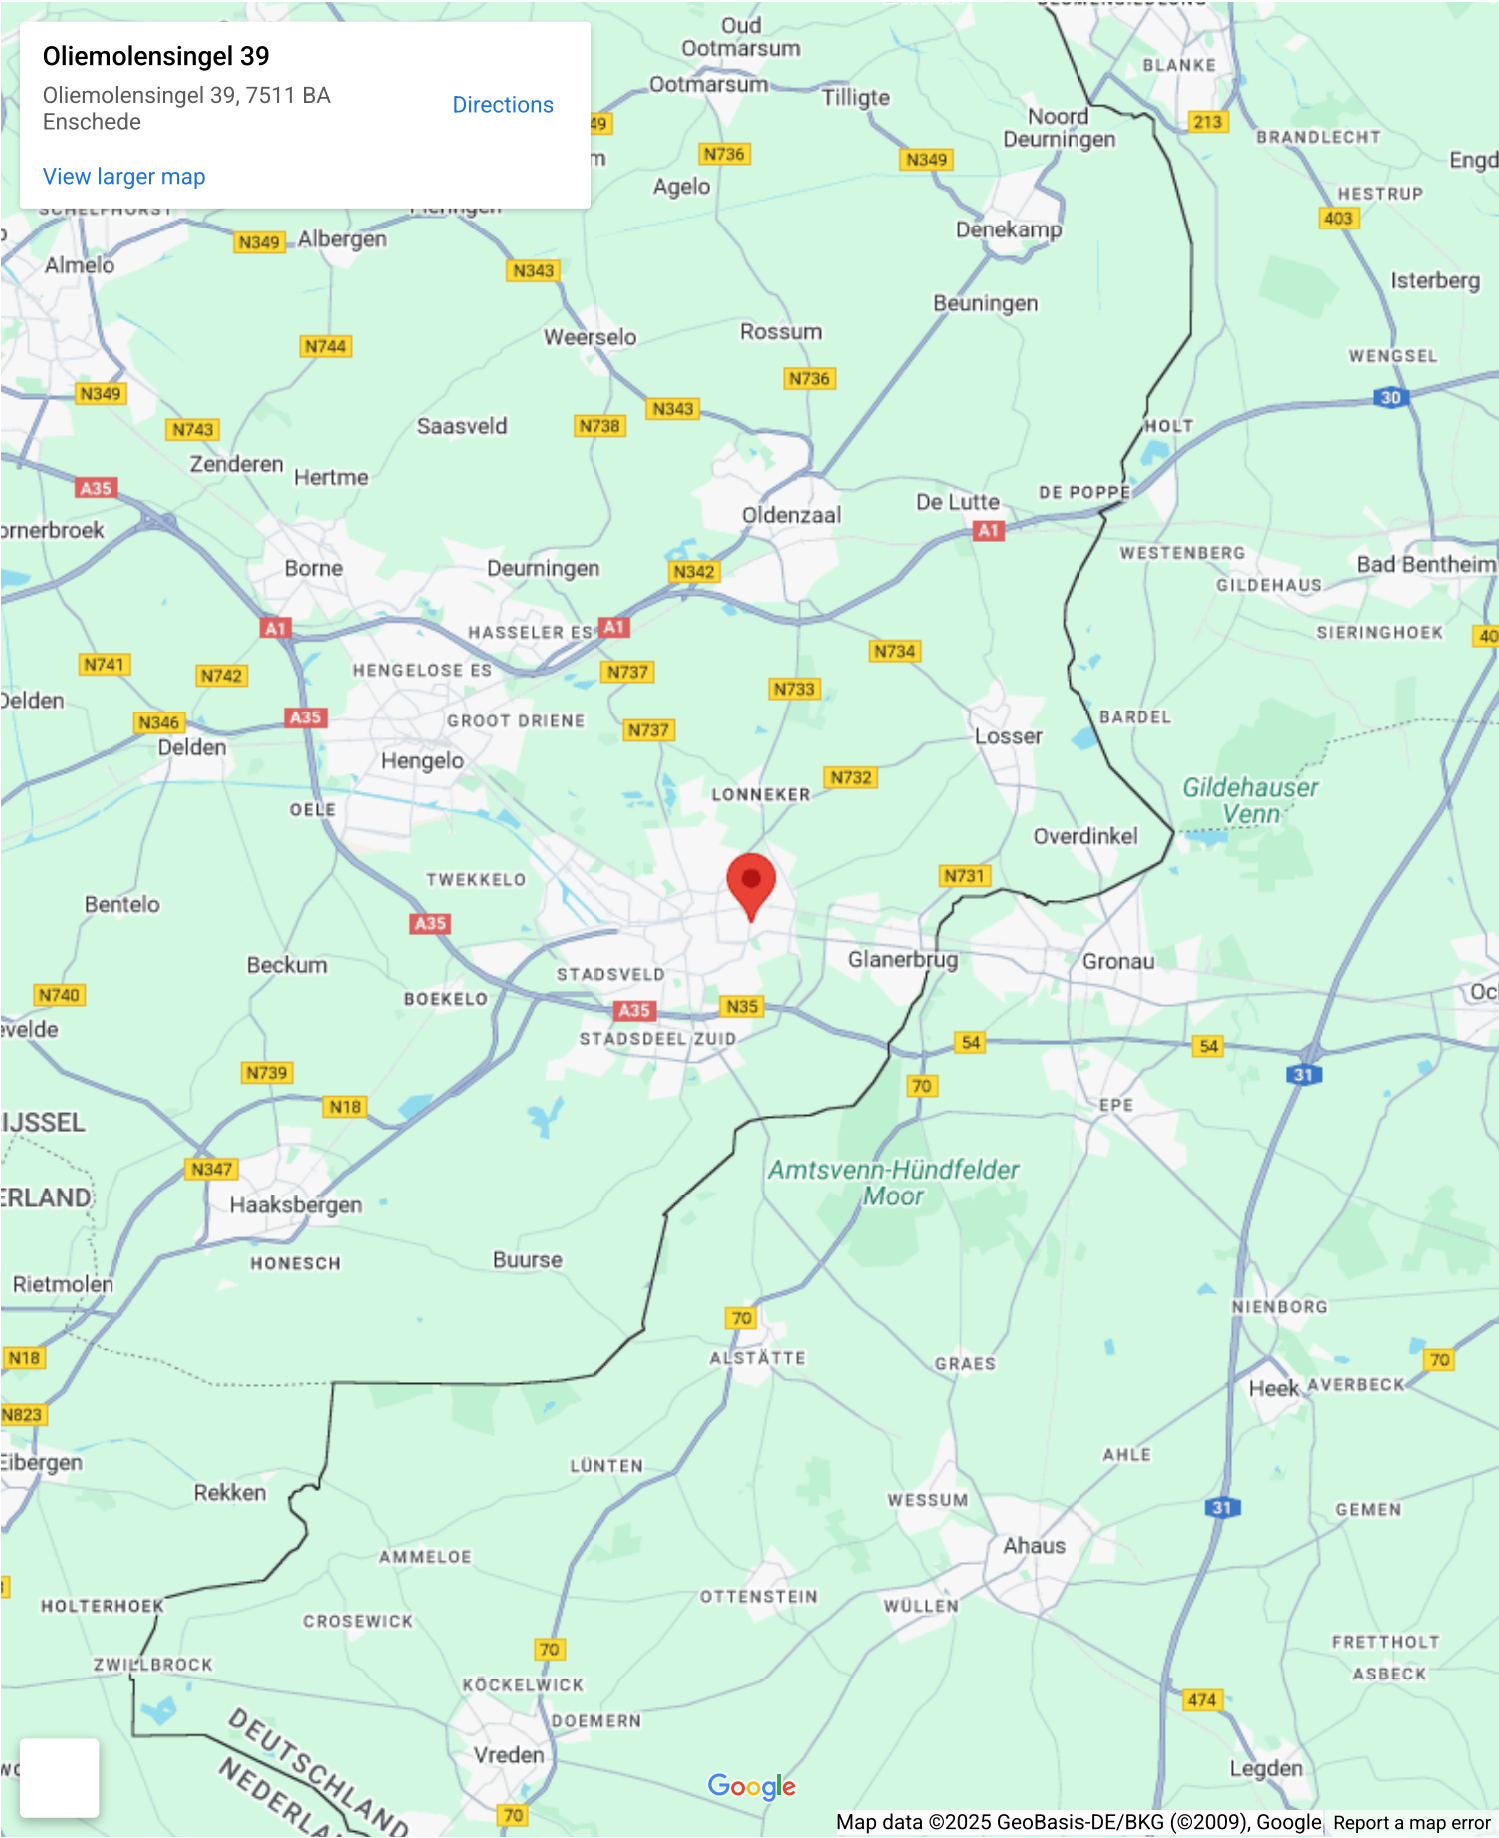 Oliemolensingel 39
Oliemolensingel 39, 7511 BA
Enschede
Directions
View larger map
Oud
Ootmarsum
Ootmarsum
Tilligte
BLANKE
Noord
Deurningen
213
BRANDLECHT
49
N736
N349
Agelo
HESTRUP
403
Denekamp
N349
Albergen
Almelo
N343
Isterberg
Beuningen
Rossum
Weerselo
N744
WENGSEL
N736
N349
30
N343
N738
Saasveld
HOLT
N743
Zenderen
Hertme
A35
DE POPPE
De Lutte
Oldenzaal
A1
Borne
Deurningen
N342
WESTENBERG
GILDEHAUS
Bad Bentheim
A1
HASSELER ES
A1
SIERINGHOEK
40
N741
N742
HENGELOSE ES
N737
N734
N733
Delden
N346
A35
GROOT DRIENE
N737
BARDEL
Delden
Hengelo
Losser
N732
LONNEKER
Gildehauser
Venn
OELE
Overdinkel
TWEKKELO
N731
Bentelo
A35
Beckum
STADSVELD
Glanerbrug
Gronau
N740
BOEKELO
A35
N35
STADSDEEL ZUID
54
54
31
N739
70
N18
EPE
IJSSEL
N347
Amtsvenn-Hündfelder
Moor
ERLAND
Haaksbergen
HONESCH
Buurse
Rietmolen
NIENBORG
70
N18
ALSTÄTTE
GRAES
70
Heek
AVERBECK
N823
Eibergen
LÜNTEN
AHLE
Rekken
WESSUM
31
GEMEN
Ahaus
AMMELOE
OTTENSTEIN
WÜLLEN
HOLTERHOEK
CROSEWICK
FRETTHOLT
ASBECK
ZWILLBROCK
70
KÖCKELWICK
474
DOEMERN
DEUTSCHLAND
Vreden
Legden
Google
70
Map data ©2025 GeoBasis-DE/BKG (©2009), Google
Report a map error